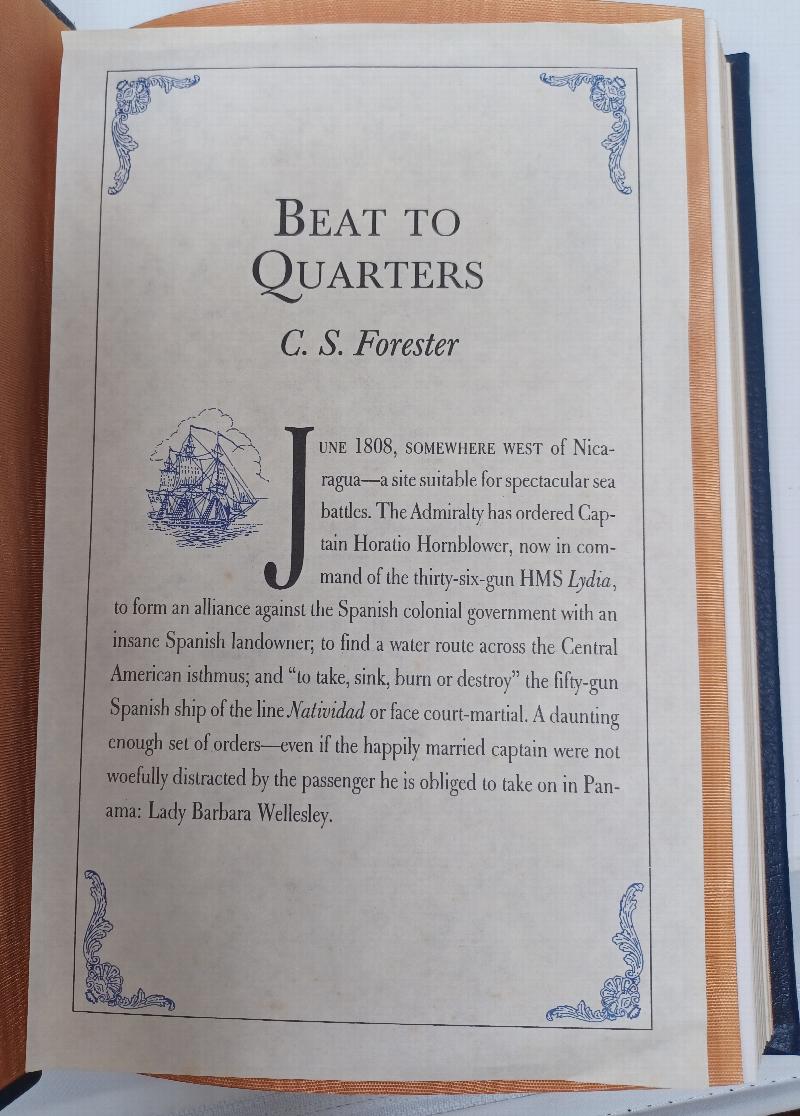 BEAT TO
QUARTERS
C. S. Forester
JUNE 1808, SOMEWHERE WEST of Nica-
ragua—a site suitable for spectacular sea
battles. The Admiralty has ordered Cap-
tain Horatio Hornblower, now in com-
mand of the thirty-six-gun HMS Lydia,
to form an alliance against the Spanish colonial government with an
insane Spanish landowner; to find a water route across the Central
American isthmus; and “to take, sink, burn or destroy” the fifty-gun
Spanish ship of the line Natividad or face court-martial. A daunting
enough set of orders—even if the happily married captain were not
woefully distracted by the passenger he is obliged to take on in Pan-
ama: Lady Barbara Wellesley.